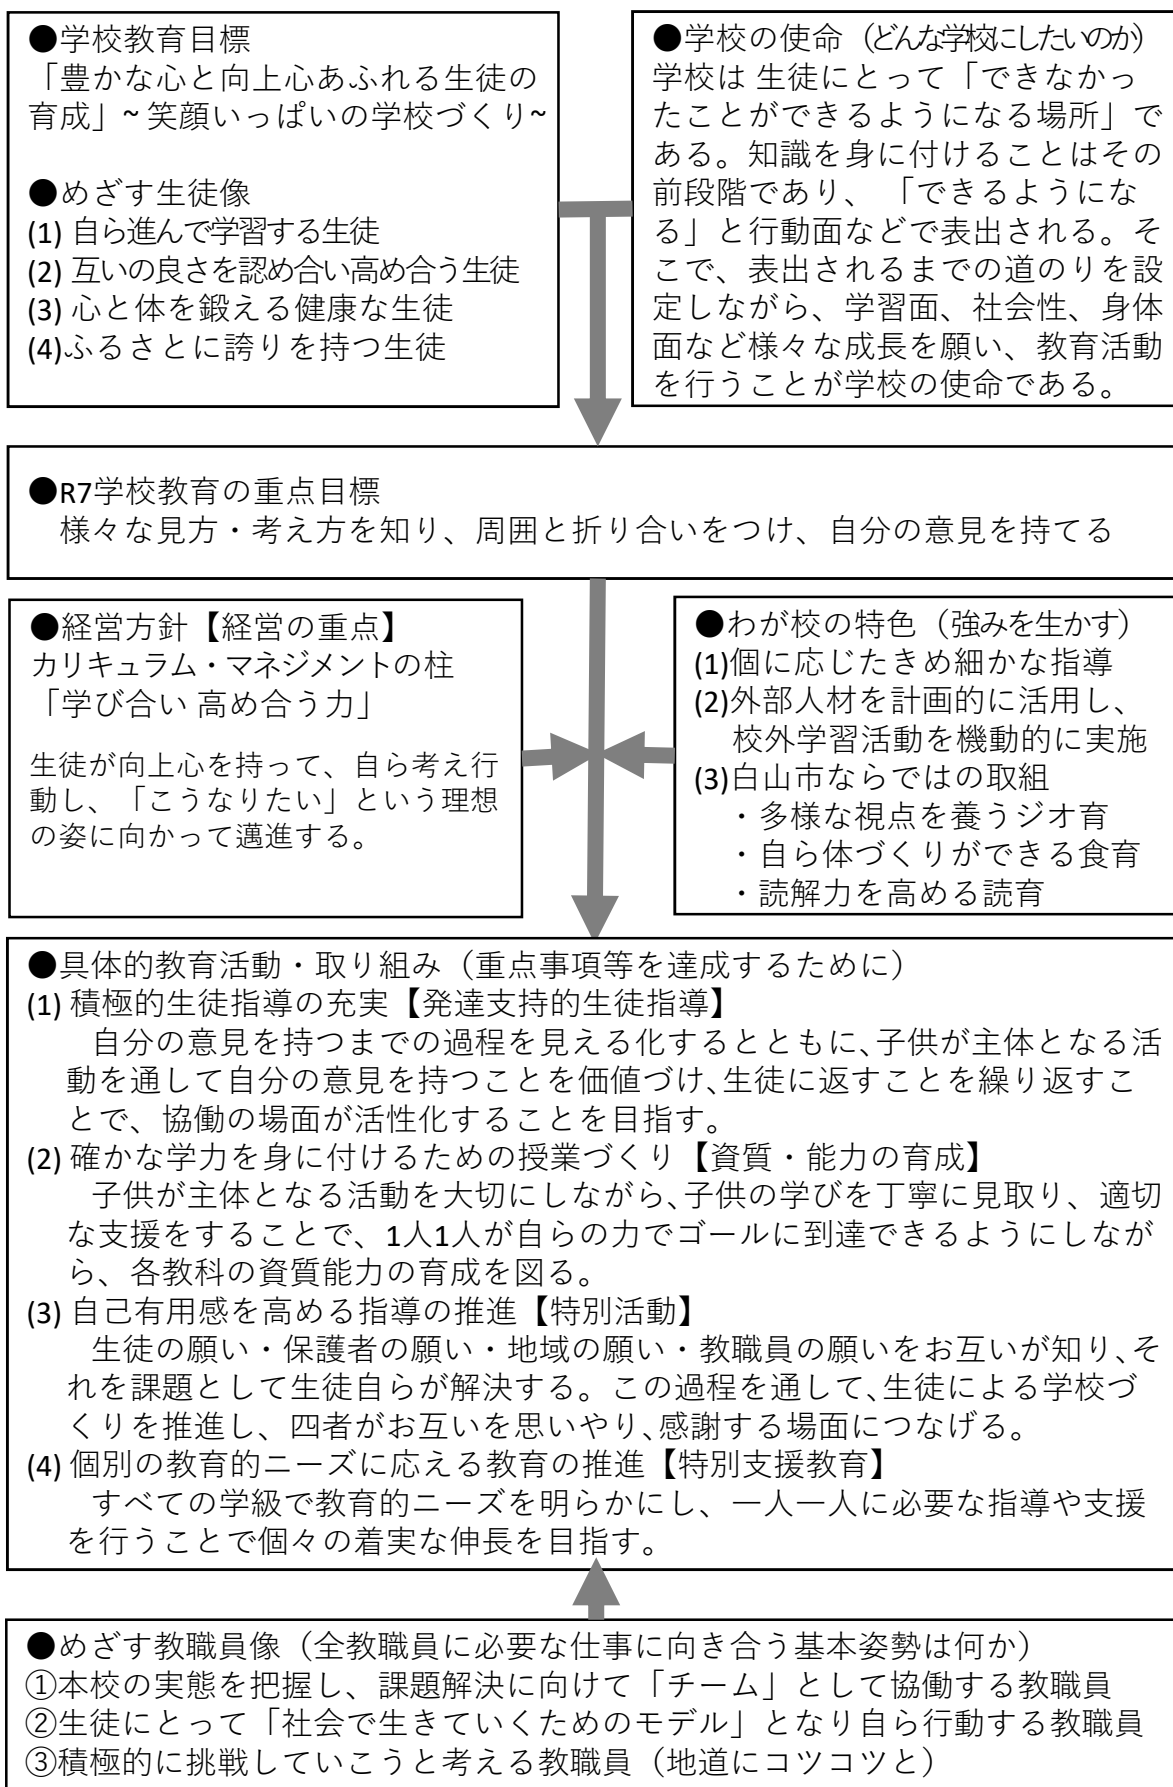 ●学校教育目標
「豊かな心と向上心あふれる生徒の
育成」~ 笑顔いっぱいの学校づくり~
●めざす生徒像
(1) 自ら進んで学習する生徒
(2) 互いの良さを認め合い高め合う生徒
(3) 心と体を鍛える健康な生徒
(4)ふるさとに誇りを持つ生徒
●学校の使命（どんな学校にしたいのか）
学校は 生徒にとって「できなかっ
たことができるようになる場所」で
ある。知識を身に付けることはその
前段階であり、「できるようにな
る」と行動面などで表出される。そ
こで、表出されるまでの道のりを設
定しながら、学習面、社会性、身体
面など様々な成長を願い、教育活動
を行うことが学校の使命である。
●R7学校教育の重点目標
様々な見方・考え方を知り、周囲と折り合いをつけ、自分の意見を持てる
●経営方針【経営の重点】
カリキュラム・マネジメントの柱
「学び合い 高め合う力」
生徒が向上心を持って、自ら考え行
動し、「こうなりたい」という理想
の姿に向かって邁進する。
●わが校の特色（強みを生かす）
(1)個に応じたきめ細かな指導
(2)外部人材を計画的に活用し、
校外学習活動を機動的に実施
(3)白山市ならではの取組
・多様な視点を養うジオ育
・自ら体づくりができる食育
・読解力を高める読育
●具体的教育活動・取り組み（重点事項等を達成するために）
(1) 積極的生徒指導の充実【発達支持的生徒指導】
自分の意見を持つまでの過程を見える化するとともに、子供が主体となる活
動を通して自分の意見を持つことを価値づけ、生徒に返すことを繰り返すこ
とで、協働の場面が活性化することを目指す。
(2) 確かな学力を身に付けるための授業づくり【資質・能力の育成】
子供が主体となる活動を大切にしながら、子供の学びを丁寧に見取り、適切
な支援をすることで、1人1人が自らの力でゴールに到達できるようにしなが
ら、各教科の資質能力の育成を図る。
(3) 自己有用感を高める指導の推進【特別活動】
生徒の願い・保護者の願い・地域の願い・教職員の願いをお互いが知り、そ
れを課題として生徒自らが解決する。この過程を通して、生徒による学校づ
くりを推進し、四者がお互いを思いやり、感謝する場面につなげる。
(4) 個別の教育的ニーズに応える教育の推進【特別支援教育】
すべての学級で教育的ニーズを明らかにし、一人一人に必要な指導や支援
を行うことで個々の着実な伸長を目指す。
●めざす教職員像（全教職員に必要な仕事に向き合う基本姿勢は何か）
①本校の実態を把握し、課題解決に向けて「チーム」として協働する教職員
②生徒にとって「社会で生きていくためのモデル」となり自ら行動する教職員
③積極的に挑戦していこうと考える教職員（地道にコツコツと）